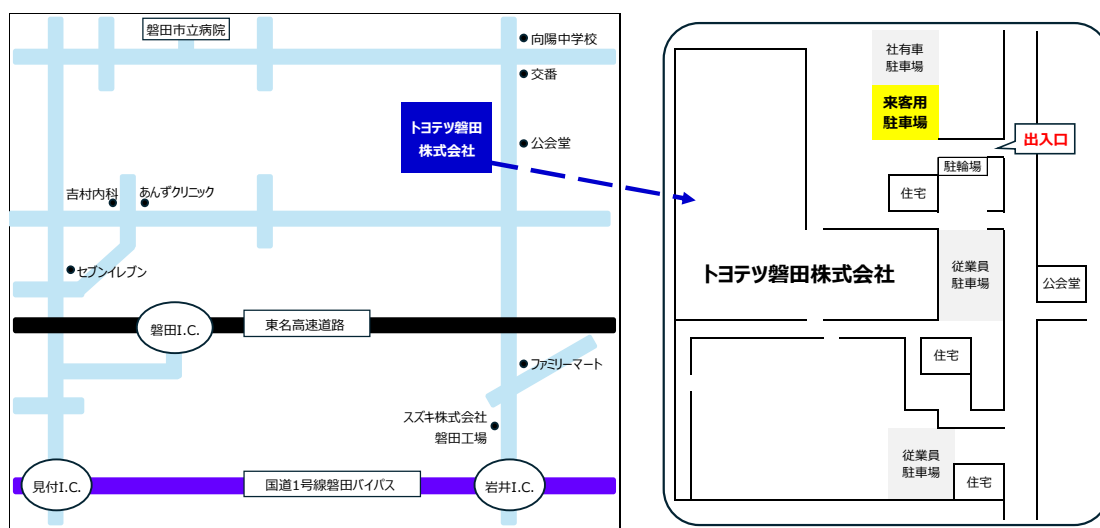 磐田市立病院
向陽中学校
交番
トヨテツ磐田
株式会社
公会堂
吉村内科
あんずクリニック
セブンイレブン
磐田I.C.
東名高速道路
ファミリーマート
スズキ株式会社
磐田工場
見付I.C.
国道1号線磐田バイパス
岩井I.C.
社有車
駐車場
来客用
駐車場
出入口
駐輪場
住宅
トヨテツ磐田株式会社
従業員
駐車場
公会堂
住宅
従業員
駐車場
住宅